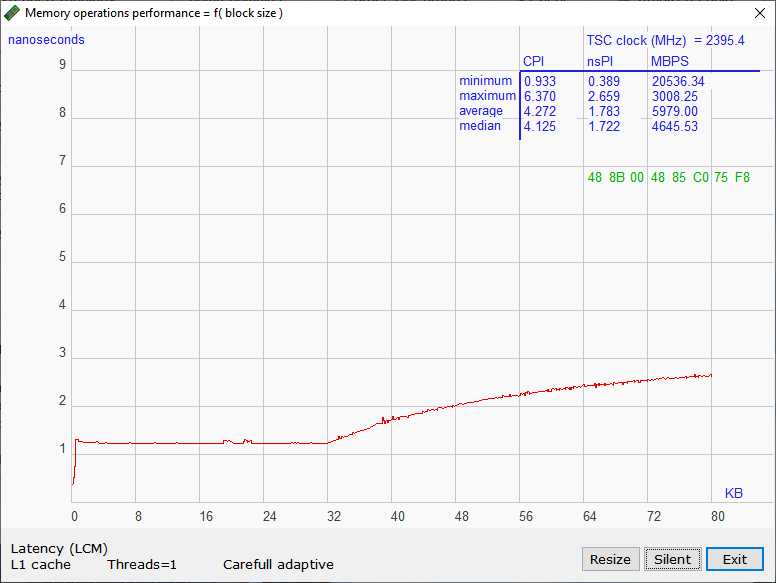 Memory operations performance = f( block size )
nanoseconds
TSC clock (MHz) = 2395.4
CPI nsPI MBPS
minimum 0.933 0.389 20536.34
maximum 6.370 2.659 3008.25
average 4.272 1.783 5979.00
median 4.125 1.722 4645.53
48 8B 00 48 85 C0 75 F8
9
8
7
6
5
4
3
2
1
KB
0 8 16 24 32 40 48 56 64 72 80
Latency (LCM)
L1 cache Threads=1 Carefull adaptive
Resize Silent Exit